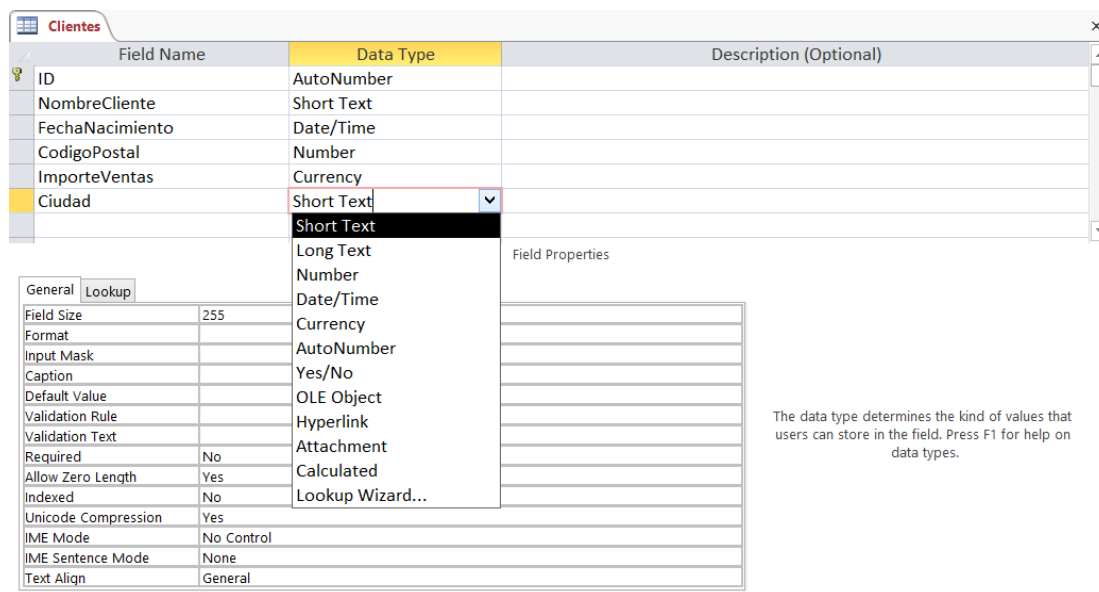 Clientes
Field Name Data Type Description (Optional)
ID AutoNumber
NombreCliente Short Text
FechaNacimiento Date/Time
CodigoPostal Number
ImporteVentas Currency
Ciudad Short Text
Short Text
Long Text
Number
Date/Time
Currency
AutoNumber
Yes/No
OLE Object
Hyperlink
Attachment
Calculated
Lookup Wizard...
Field Properties
General Lookup
Field Size 255
Format
Input Mask
Caption
Default Value
Validation Rule
Validation Text
Required No
Allow Zero Length Yes
Indexed No
Unicode Compression Yes
IME Mode No Control
IME Sentence Mode None
Text Align General
The data type determines the kind of values that
users can store in the field. Press F1 for help on
data types.